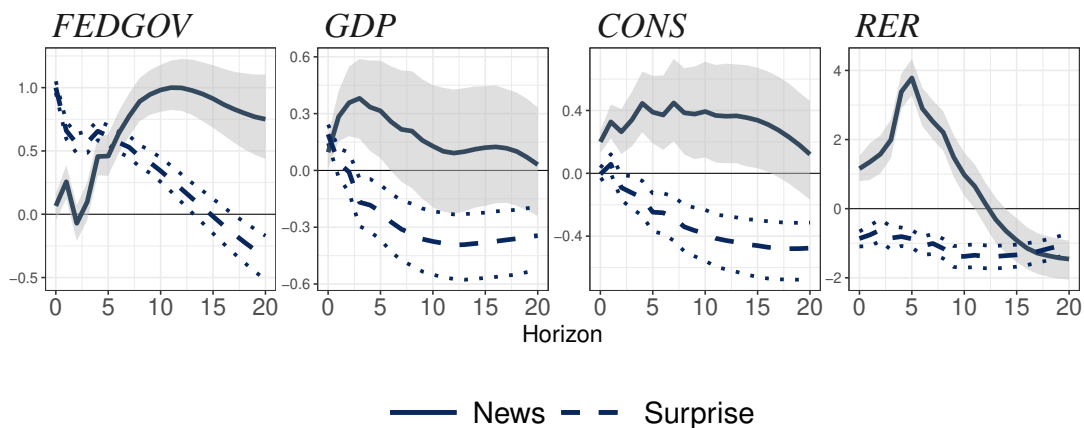 FEDGOV GDP CONS RER
1.0 0.5 0.0 −0.5
0.6 0.3 0.0 −0.3 −0.6
0.4 0.0 −0.4
4 2 0 −2
0 5 10 15 20 0 5 10 15 20 0 5 10 15 20 0 5 10 15 20
Horizon
News Surprise